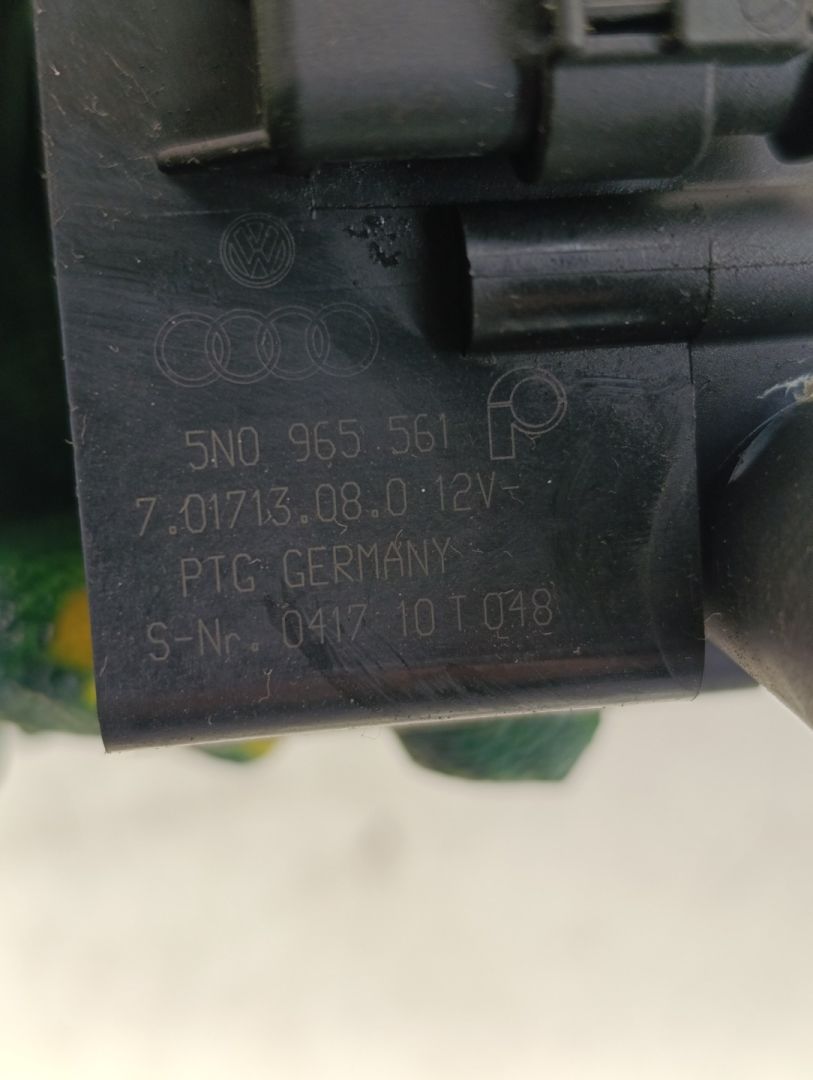 5N0 965 561
7.01713.08.0 12V-
PTG GERMANY
S-Nr. 0417 10 T 048